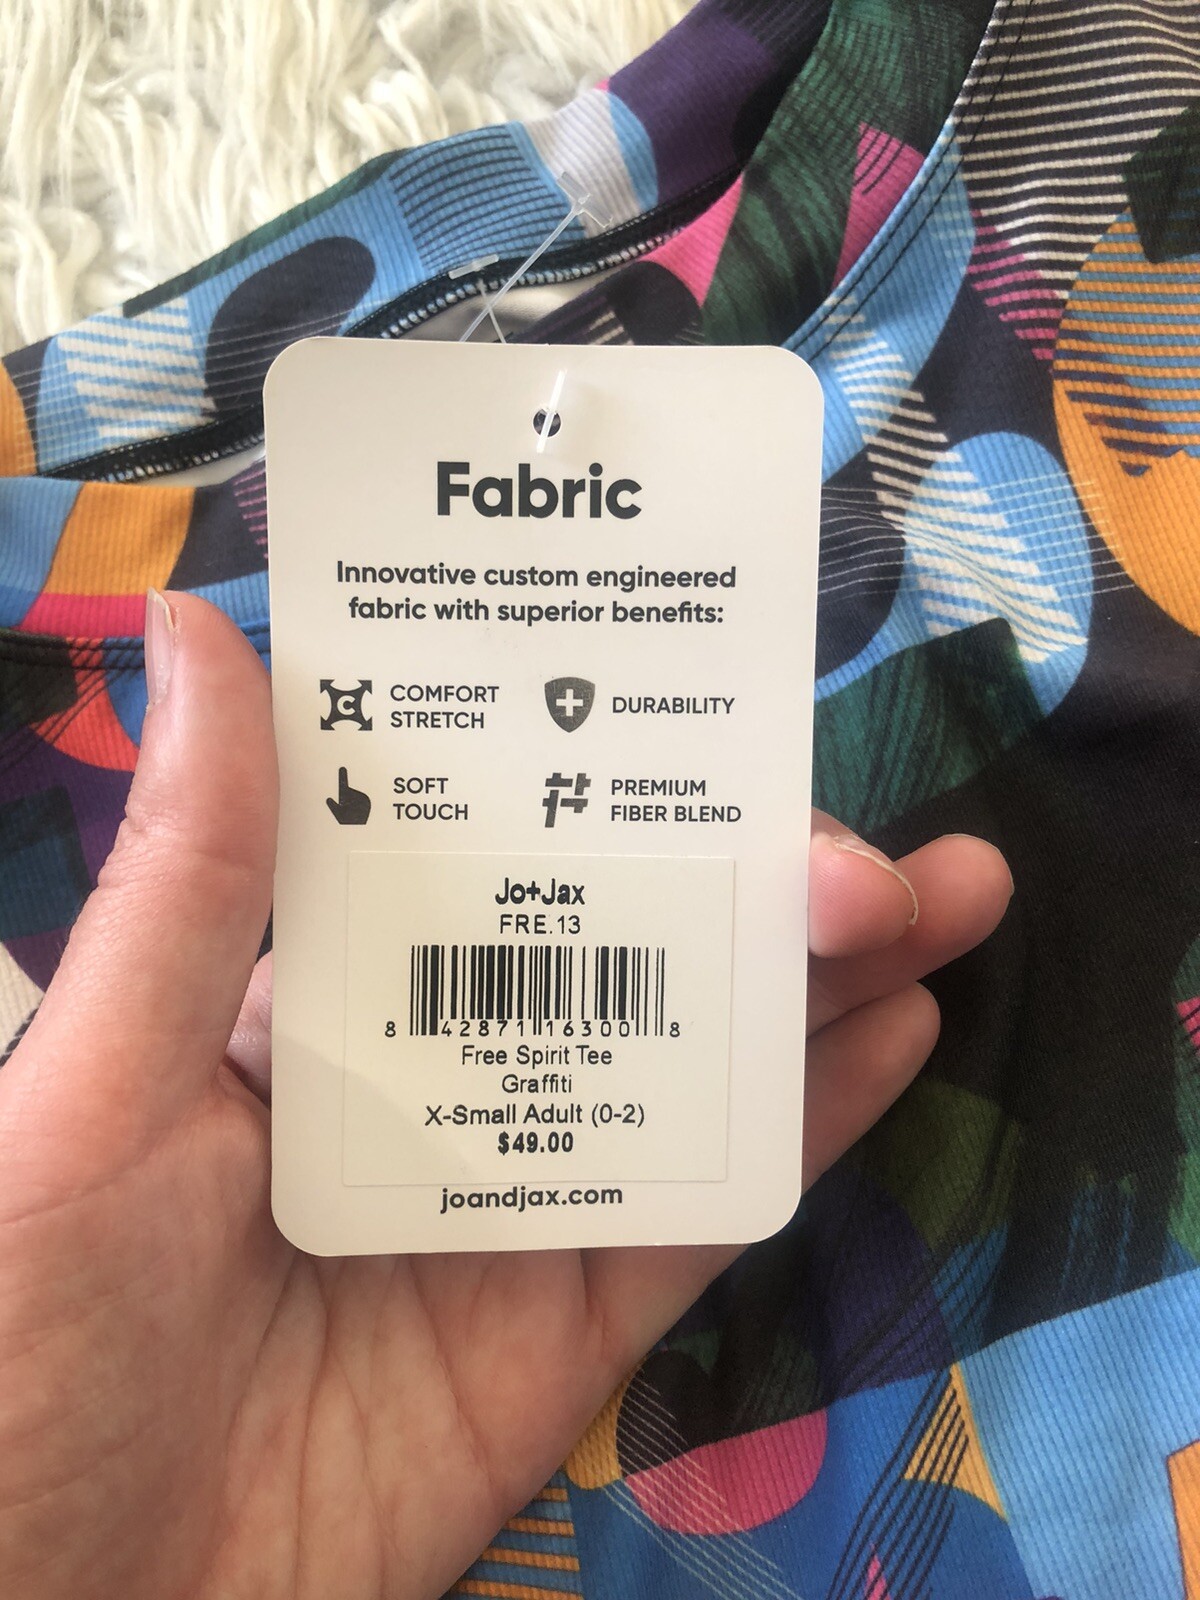 Fabric
Innovative custom engineered
fabric with superior benefits:
C
COMFORT
STRETCH
DURABILITY
SOFT
TOUCH
PREMIUM
FIBER BLEND
Jo+Jax
FRE.13
8 42871 16300 8
Free Spirit Tee
Graffiti
X-Small Adult (0-2)
$49.00
joandjax.com